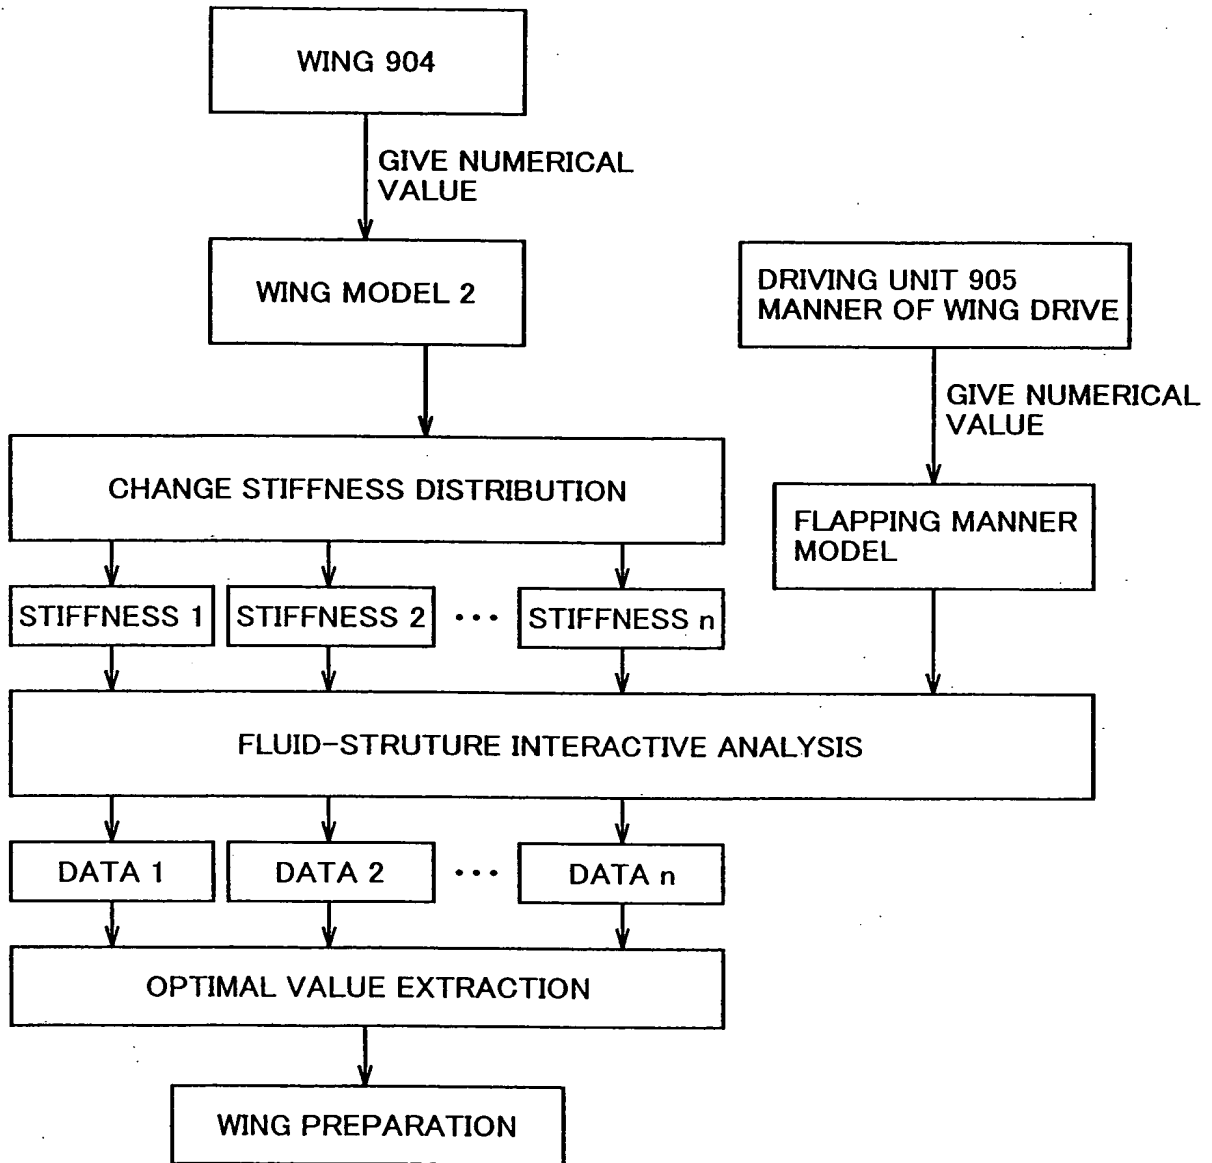 WING 904
GIVE NUMERICAL
VALUE
WING MODEL 2
DRIVING UNIT 905
MANNER OF WING DRIVE
GIVE NUMERICAL
VALUE
CHANGE STIFFNESS DISTRIBUTION
FLAPPING MANNER
MODEL
STIFFNESS 1
STIFFNESS 2
•••
STIFFNESS n
FLUID-STRUTURE INTERACTIVE ANALYSIS
DATA 1
DATA 2
•••
DATA n
OPTIMAL VALUE EXTRACTION
WING PREPARATION